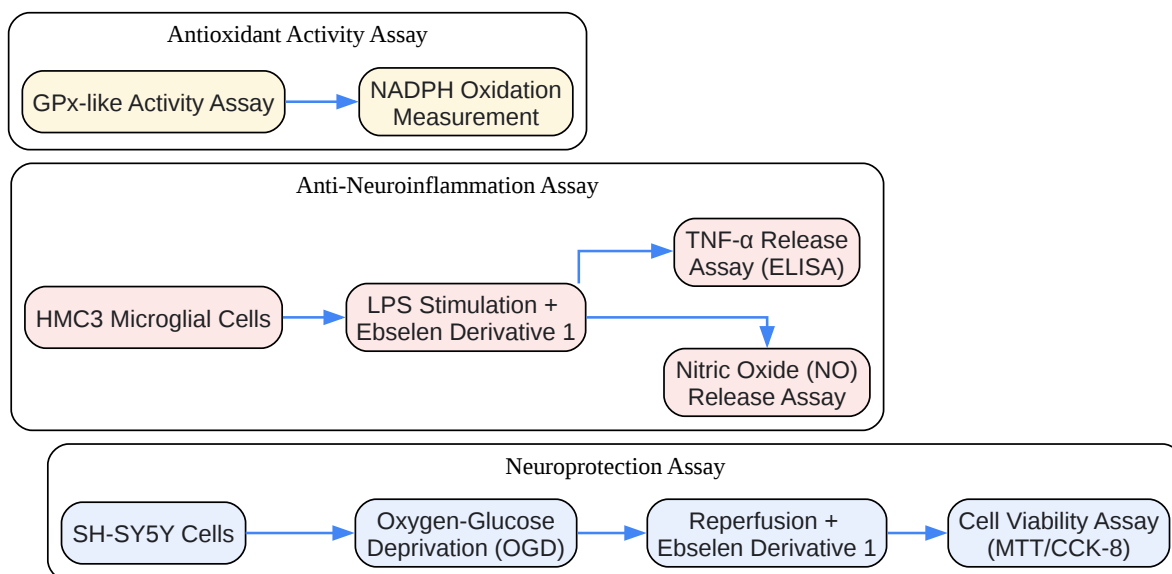 Antioxidant Activity Assay
GPx-like Activity Assay
NADPH Oxidation
Measurement
Anti-Neuroinflammation Assay
HMC3 Microglial Cells
LPS Stimulation +
Ebselen Derivative 1
TNF-α Release
Assay (ELISA)
Nitric Oxide (NO)
Release Assay
Neuroprotection Assay
SH-SY5Y Cells
Oxygen-Glucose
Deprivation (OGD)
Reperfusion +
Ebselen Derivative 1
Cell Viability Assay
(MTT/CCK-8)